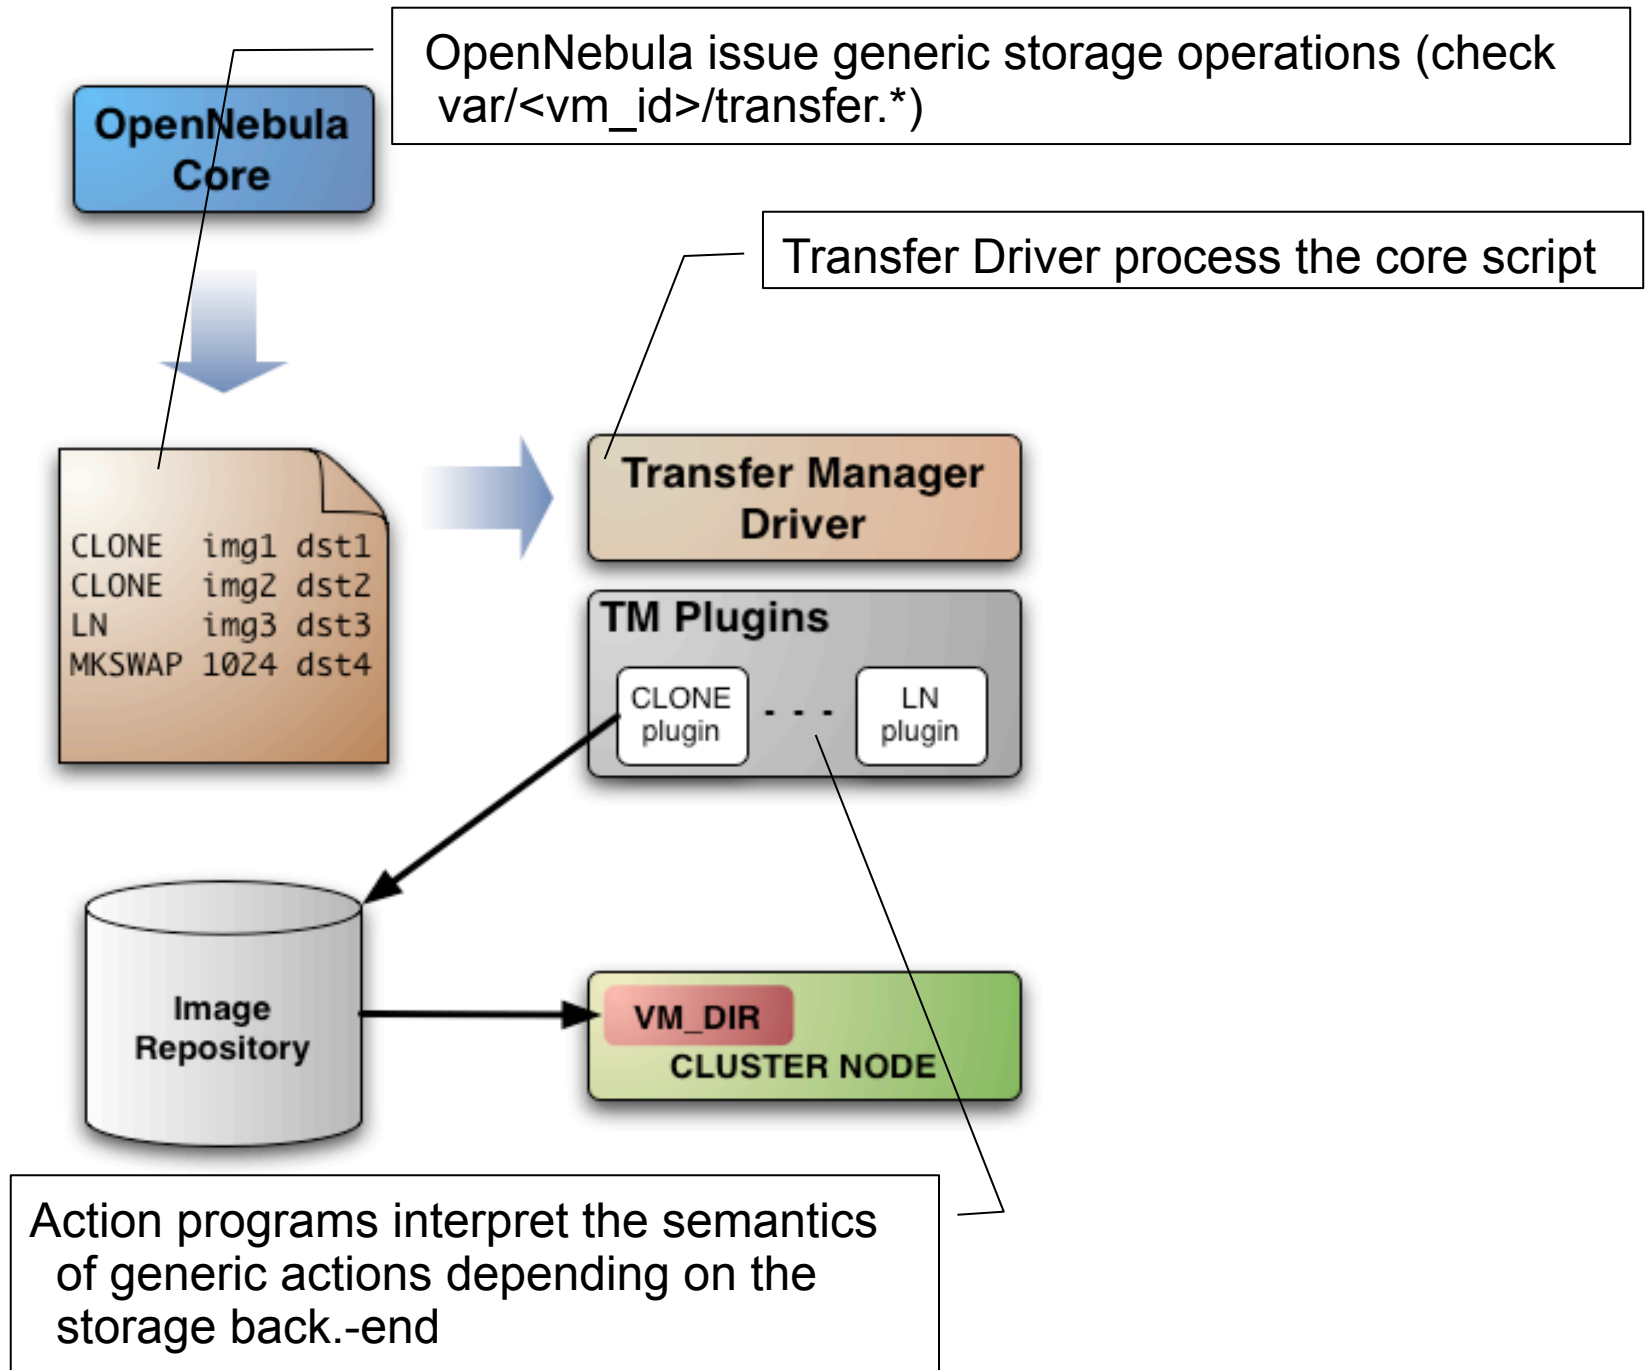 OpenNebula issue generic storage operations (check
var/<vm_id>/transfer.*)
OpenNebula
Core
Transfer Driver process the core script
CLONE img1 dst1
CLONE img2 dst2
LN img3 dst3
MKSWAP 1024 dst4
Transfer Manager
Driver
TM Plugins
CLONE
plugin
- - -
LN
plugin
Image
Repository
VM_DIR
CLUSTER NODE
Action programs interpret the semantics
of generic actions depending on the
storage back.-end